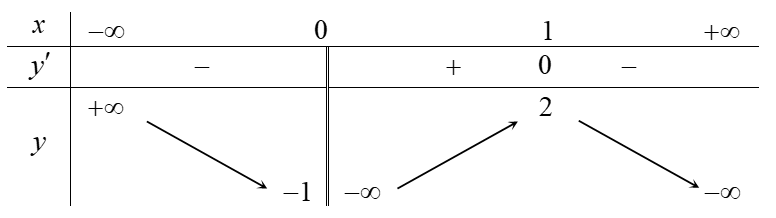 x −∞ 0 1 +∞
y′ − + 0 −
+∞ 2
y
−1 −∞ −∞